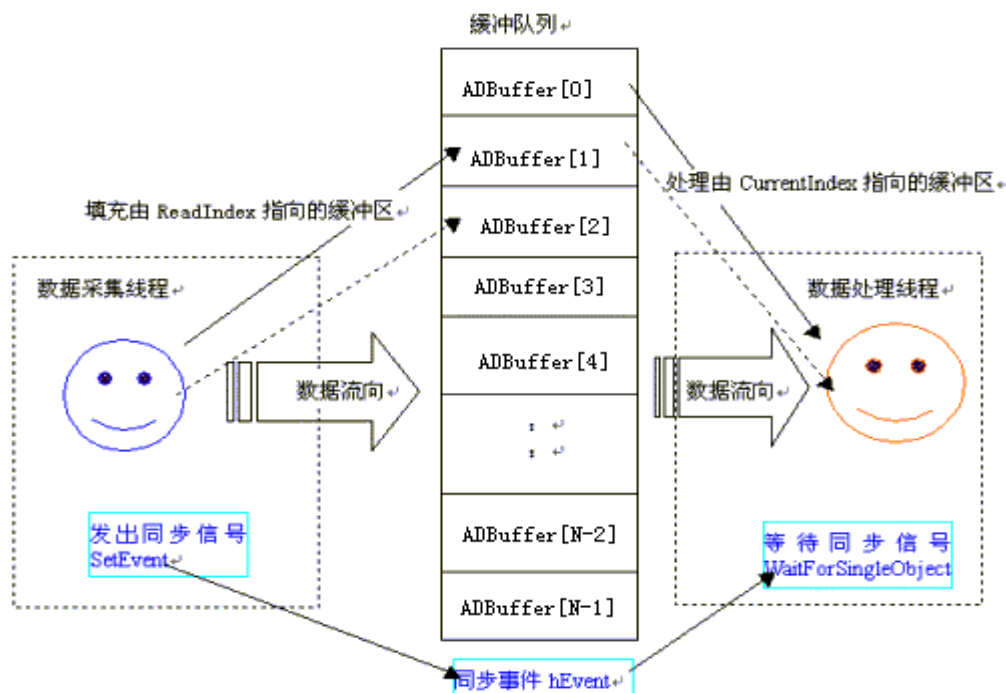 缓冲队列↵
ADBuffer[0]
ADBuffer[1]
处理由 CurrentIndex 指向的缓冲区↵
填充由 ReadIndex 指向的缓冲区↵
ADBuffer[2]
数据采集线程↵
ADBuffer[3]
数据处理线程↵
ADBuffer[4]
数据流向↵
数据流向↵
: ↵
: ↵
发出同步信号
SetEvent↵
ADBuffer[N-2]
等待同步信号
WaitForSingleObject
ADBuffer[N-1]
同步事件 hEvent↵